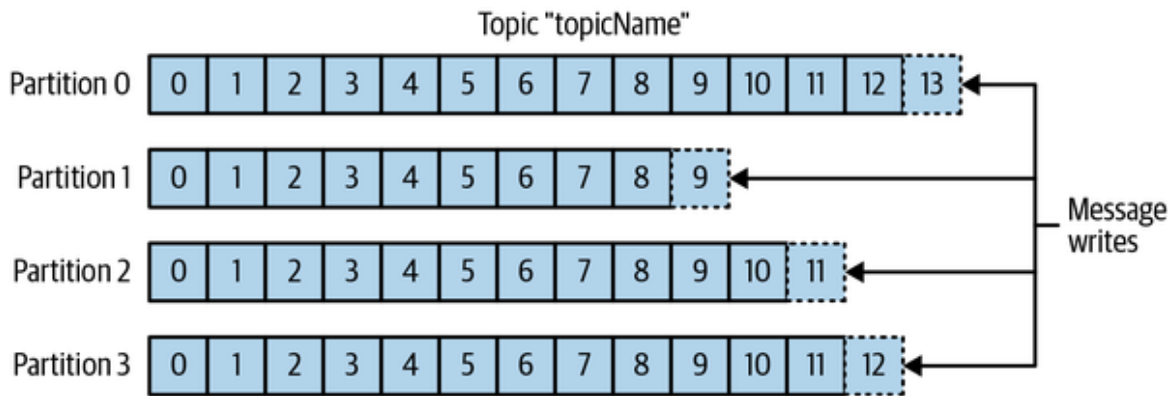 Topic "topicName"
Partition 0 0 1 2 3 4 5 6 7 8 9 10 11 12 13
Partition 1 0 1 2 3 4 5 6 7 8 9
Partition 2 0 1 2 3 4 5 6 7 8 9 10 11
Partition 3 0 1 2 3 4 5 6 7 8 9 10 11 12
Message
writes